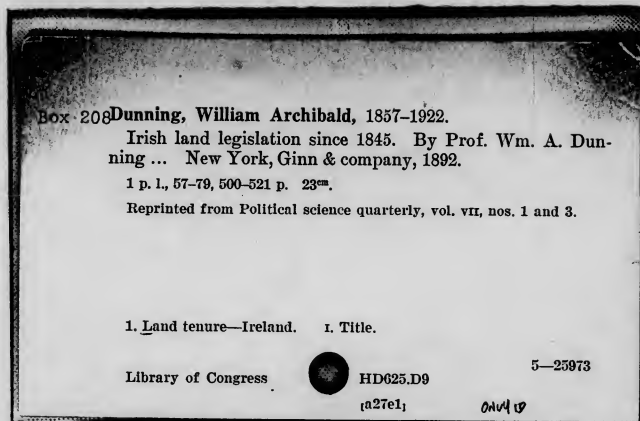 Box 208 Dunning, William Archibald, 1857–1922.
Irish land legislation since 1845. By Prof. Wm. A. Dun-
ning ... New York, Ginn & company, 1892.
1 p. l., 57–79, 500–521 p. 23cm.
Reprinted from Political science quarterly, vol. VII, nos. 1 and 3.
1. Land tenure—Ireland. I. Title.
5—25973
Library of Congress HD625.D9
[a27e1]